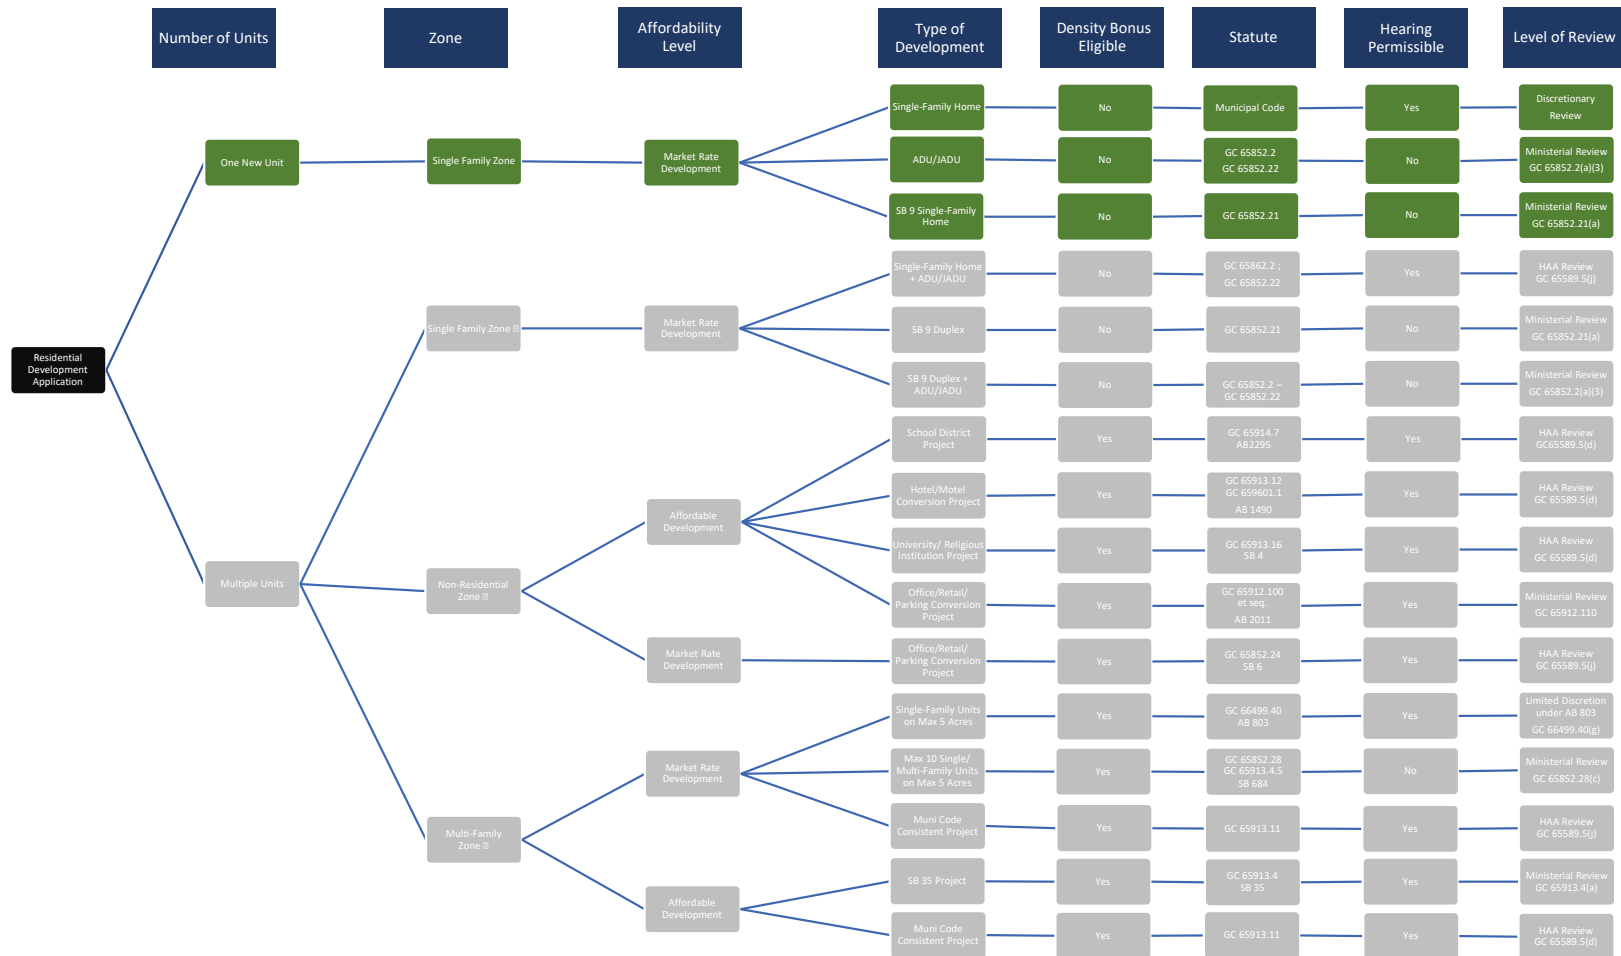 Number of Units
Zone
Affordability
Level
Type of
Development
Density Bonus
Eligible
Statute
Hearing
Permissible
Level of Review
Residential
Development
Application
One New Unit
Single Family Zone
Market Rate
Development
Single-Family Home
No
Municipal Code
Yes
Discretionary
Review
ADU/JADU
No
GC 65852.2
GC 65852.22
No
Ministerial Review
GC 65852.2(a)(3)
SB 9 Single-Family
Home
No
GC 65852.21
No
Ministerial Review
GC 65852.21(a)
Multiple Units
Single Family Zone
Market Rate
Development
Single-Family Home
+ ADU/JADU
No
GC 65862.2 ;
GC 65852.22
Yes
HAA Review
GC 65589.5(j)
SB 9 Duplex
No
GC 65852.21
No
Ministerial Review
GC 65852.21(a)
SB 9 Duplex +
ADU/JADU
No
GC 65852.2 –
GC 65852.22
No
Ministerial Review
GC 65852.2(a)(3)
Non-Residential
Zone
Affordable
Development
School District
Project
Yes
GC 65914.7
AB2295
Yes
HAA Review
GC65589.5(d)
Hotel/Motel
Conversion Project
Yes
GC 65913.12
GC 659601.1
AB 1490
Yes
HAA Review
GC 65589.5(d)
University/ Religious
Institution Project
Yes
GC 65913.16
SB 4
Yes
HAA Review
GC 65589.5(d)
Office/Retail/
Parking Conversion
Project
Yes
GC 65912.100
et seq.
AB 2011
Yes
Ministerial Review
GC 65912.110
Market Rate
Development
Office/Retail/
Parking Conversion
Project
Yes
GC 65852.24
SB 6
Yes
HAA Review
GC 65589.5(j)
Multi-Family
Zone
Market Rate
Development
Single-Family Units
on Max 5 Acres
Yes
GC 66499.40
AB 803
Yes
Limited Discretion
under AB 803
GC 66499.40(g)
Max 10 Single/
Multi-Family Units
on Max 5 Acres
Yes
GC 65852.28
GC 65913.4.5
SB 684
No
Ministerial Review
GC 65852.28(c)
Muni Code
Consistent Project
Yes
GC 65913.11
Yes
HAA Review
GC 65589.5(j)
Affordable
Development
SB 35 Project
Yes
GC 65913.4
SB 35
Yes
Ministerial Review
GC 65913.4(a)
Muni Code
Consistent Project
Yes
GC 65913.11
Yes
HAA Review
GC 65589.5(d)